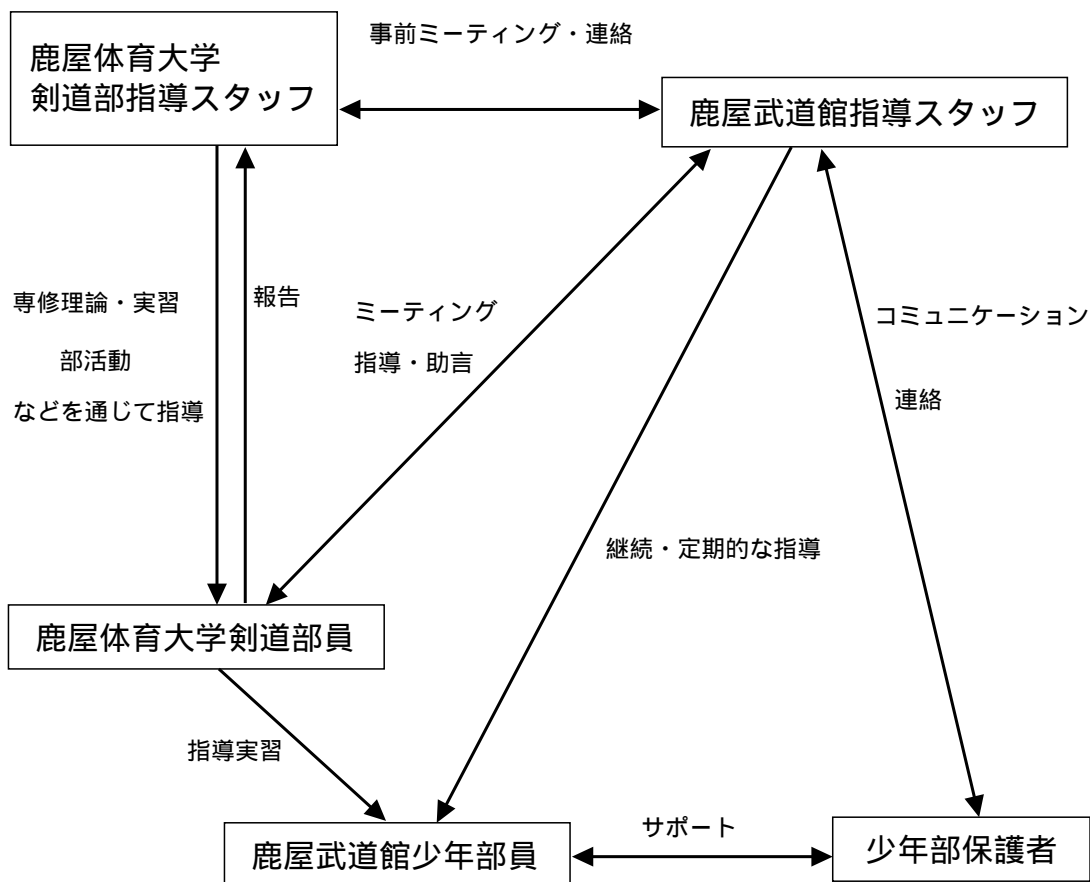 事前ミーティング・連絡
鹿屋体育大学
剣道部指導スタッフ
鹿屋武道館指導スタッフ
専修理論・実習
部活動
などを通じて指導
報告
ミーティング
指導・助言
コミュニケーション
連絡
継続・定期的な指導
鹿屋体育大学剣道部員
指導実習
サポート
鹿屋武道館少年部員
少年部保護者